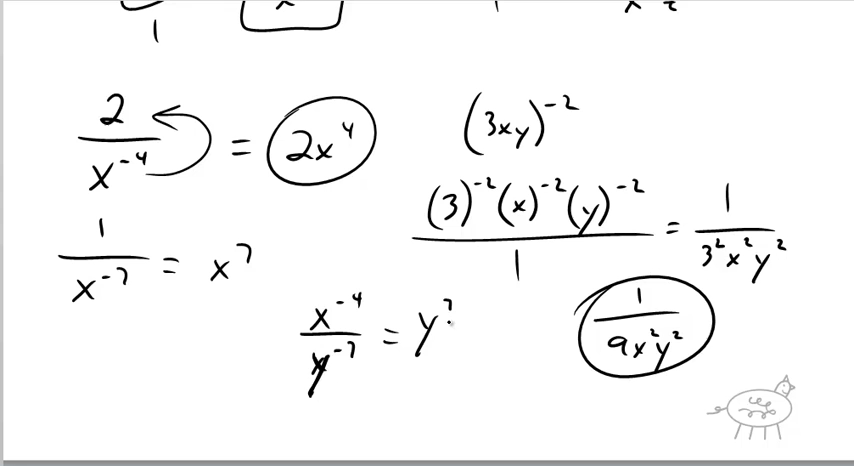 1
2/x^-4 = 2x^4
(3xy)^-2
(3)^-2(x)^-2(y)^-2/1 = 1/3^2x^2y^2
1/x^-7 = x^7
x^-4/y^-7 = y^7
1/9x^2y^2